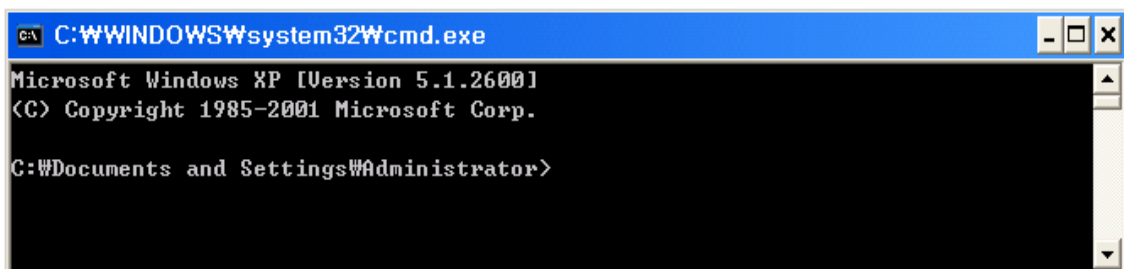 C:₩WINDOWS₩system32₩cmd.exe
Microsoft Windows XP [Version 5.1.2600]
(C) Copyright 1985-2001 Microsoft Corp.
C:₩Documents and Settings₩Administrator>